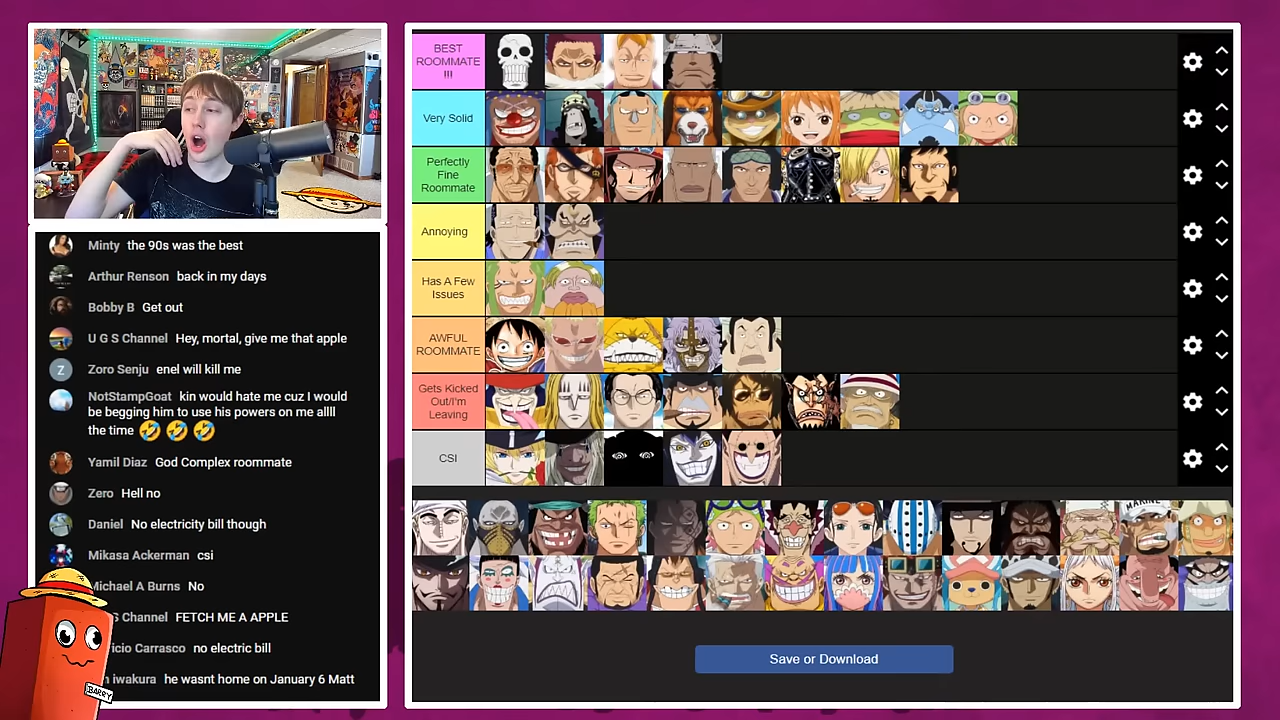 Minty the 90s was the best
Arthur Renson back in my days
Bobby B Get out
U G S Channel Hey, mortal, give me that apple
Zoro Senju enel will kill me
Z
NotStampGoat kin would hate me cuz I would
be begging him to use his powers on me allll
the time 🤣 🤣 🤣
Yamil Diaz God Complex roommate
Zero Hell no
Daniel No electricity bill though
Mikasa Ackerman csi
Michael A Burns No
S Channel FETCH ME A APPLE
icio Carrasco no electric bill
iwakura he wasnt home on January 6 Matt
BARRY
BEST
ROOMMATE
!!!
Very Solid
Perfectly
Fine
Roommate
Annoying
Has A Few
Issues
AWFUL
ROOMMATE
Gets Kicked
Out/I'm
Leaving
CSI
MARINE
Save or Download